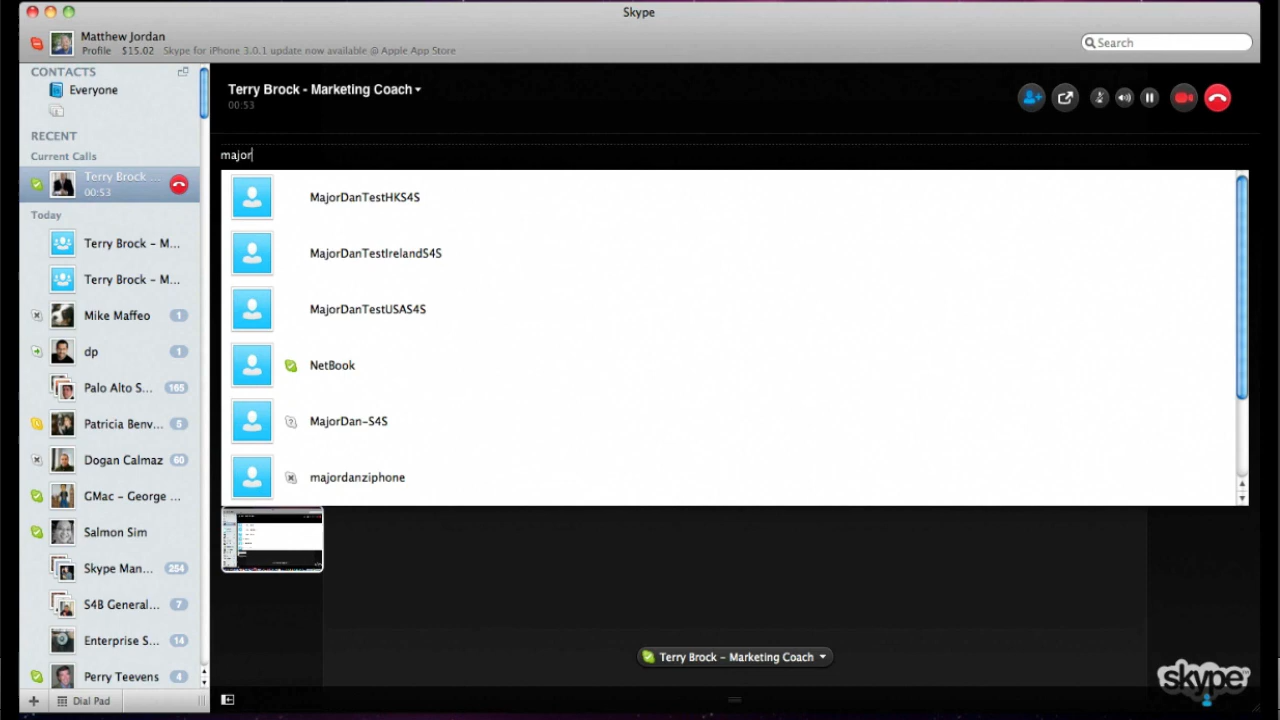 Skype
Matthew Jordan
Profile $15.02 Skype for iPhone 3.0.1 update now available @ Apple App Store
Search
CONTACTS
Everyone
RECENT
Current Calls
Terry Brock ...
00:53
Today
Terry Brock – M...
Terry Brock – M...
Mike Maffeo 1
dp 1
Palo Alto S... 165
Patricia Benv... 5
Dogan Calmaz 60
GMac – George ...
Salmon Sim
Skype Man... 254
S4B General... 7
Enterprise S... 14
Perry Teevens 4
Dial Pad
Terry Brock - Marketing Coach
00:53
major
MajorDanTestHKS4S
MajorDanTestIrelandS4S
MajorDanTestUSAS4S
NetBook
MajorDan-S4S
majordanziphone
Terry Brock – Marketing Coach
skype